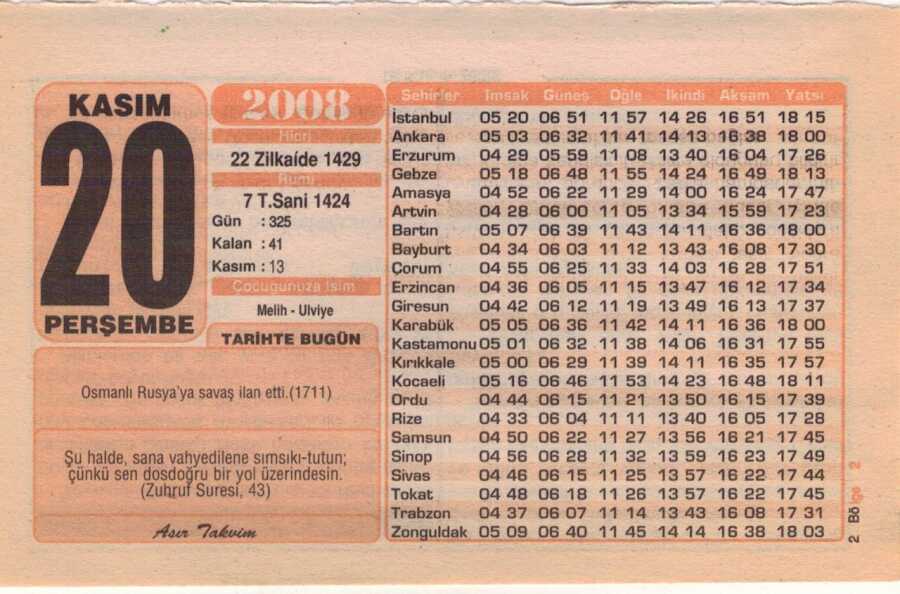 KASIM
20
PERŞEMBE
2008
Hicri
22 Zilkaíde 1429
Rumi
7 T.Sani 1424
Gün : 325
Kalan : 41
Kasım : 13
Çocuğunuza İsim
Melih - Ulviye
TARİHTE BUGÜN
Osmanlı Rusya'ya savaş ilan etti.(1711)
Şu halde, sana vahyedilene sımsıkı-tutun;
çünkü sen dosdoğru bir yol üzerindesin.
(Zuhruf Suresi, 43)
Asır Takvim
Şehirler İmsak Güneş Öğle İkindi Akşam Yatsı
İstanbul 05 20 06 51 11 57 14 26 16 51 18 15
Ankara 05 03 06 32 11 41 14 13 16 38 18 00
Erzurum 04 29 05 59 11 08 13 40 16 04 17 26
Gebze 05 18 06 48 11 55 14 24 16 49 18 13
Amasya 04 52 06 22 11 29 14 00 16 24 17 47
Artvin 04 28 06 00 11 05 13 34 15 59 17 23
Bartın 05 07 06 39 11 43 14 11 16 36 18 00
Bayburt 04 34 06 03 11 12 13 43 16 08 17 30
Çorum 04 55 06 25 11 33 14 03 16 28 17 51
Erzincan 04 36 06 05 11 15 13 47 16 12 17 34
Giresun 04 42 06 12 11 19 13 49 16 13 17 37
Karabük 05 05 06 36 11 42 14 11 16 36 18 00
Kastamonu 05 01 06 32 11 38 14 06 16 31 17 55
Kırıkkale 05 00 06 29 11 39 14 11 16 35 17 57
Kocaeli 05 16 06 46 11 53 14 23 16 48 18 11
Ordu 04 44 06 15 11 21 13 50 16 15 17 39
Rize 04 33 06 04 11 11 13 40 16 05 17 28
Samsun 04 50 06 22 11 27 13 56 16 21 17 45
Sinop 04 56 06 28 11 32 13 59 16 23 17 49
Sivas 04 46 06 15 11 25 13 57 16 22 17 44
Tokat 04 48 06 18 11 26 13 57 16 22 17 45
Trabzon 04 37 06 07 11 14 13 43 16 08 17 31
Zonguldak 05 09 06 40 11 45 14 14 16 38 18 03
2 Bölge 2